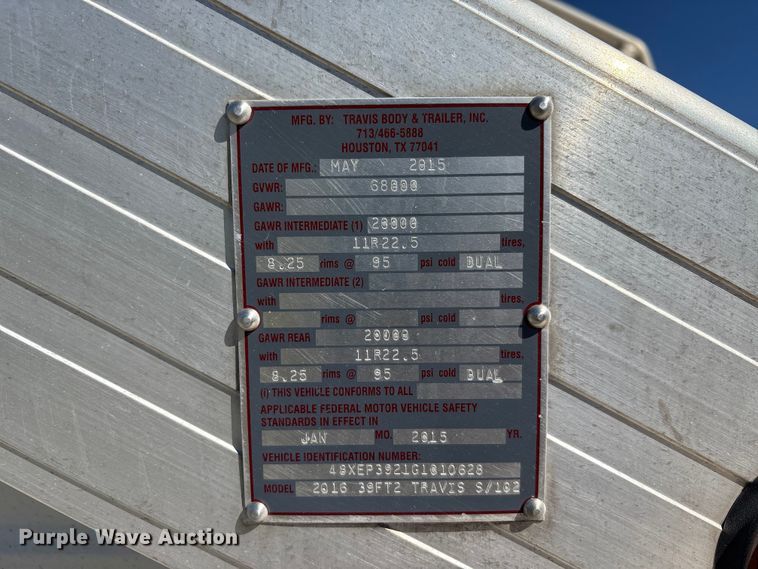 MFG. BY: TRAVIS BODY & TRAILER, INC.
713/466-5888
HOUSTON, TX 77041
DATE OF MFG.: MAY 2015
GVWR: 68000
GAWR:
GAWR INTERMEDIATE (1) 20000
with 11R22.5 tires,
8.25 rims @ 95 psi cold DUAL
GAWR INTERMEDIATE (2)
with tires,
rims @ psi cold
GAWR REAR 20000
with 11R22.5 tires,
8.25 rims @ 95 psi cold DUAL
(i) THIS VEHICLE CONFORMS TO ALL
APPLICABLE FEDERAL MOTOR VEHICLE SAFETY
STANDARDS IN EFFECT IN
JAN MO. 2015 YR.
VEHICLE IDENTIFICATION NUMBER:
48XEP3921G1010628
MODEL 2016 39FT2 TRAVIS S/102
Purple Wave Auction